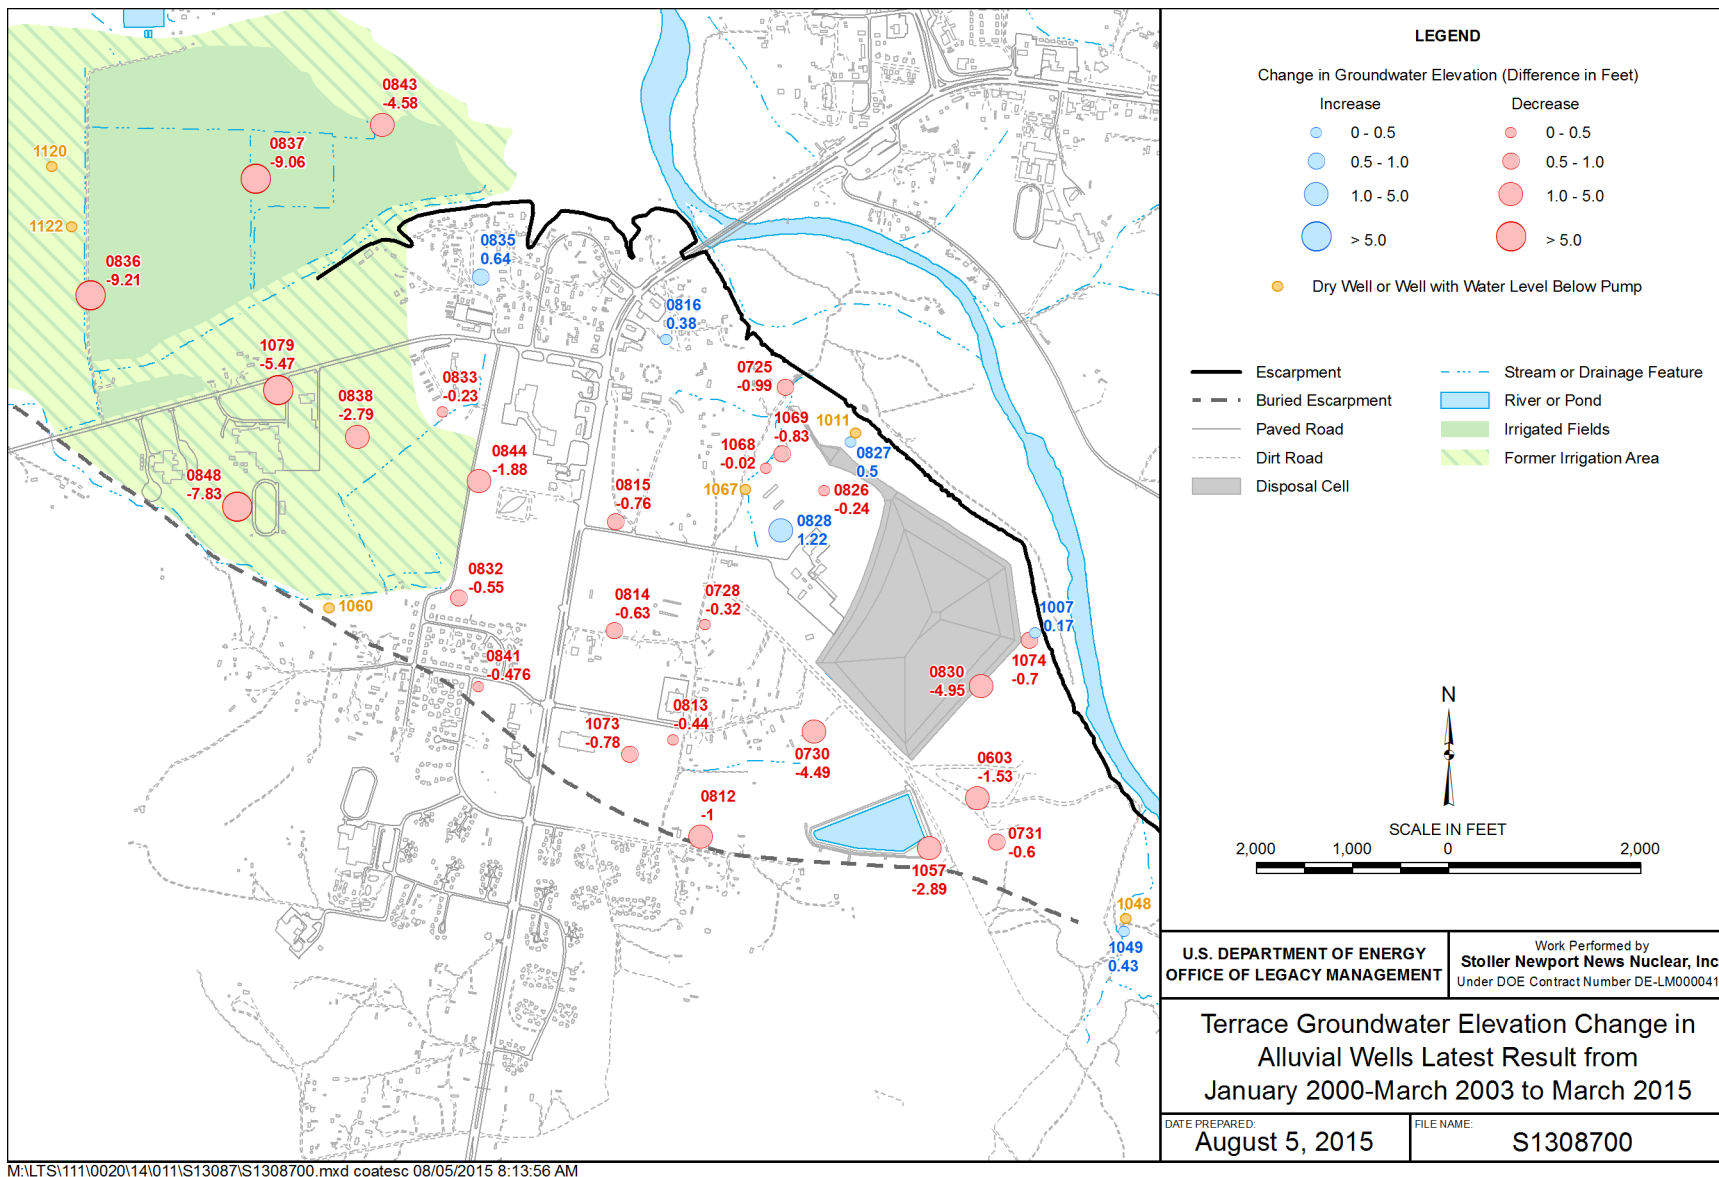 0843
-4.58
0837
-9.06
1120
1122
0836
-9.21
0835
0.64
0816
0.38
1079
-5.47
0838
-2.79
0833
-0.23
0725
-0.99
1069
-0.83
1011
1068
-0.02
0827
0.5
0844
-1.88
0848
-7.83
0815
-0.76
1067
0826
-0.24
0828
1.22
0832
-0.55
1060
0814
-0.63
0728
-0.32
1007
0.17
0841
-0.476
0830
-4.95
1074
-0.7
0813
-0.44
1073
-0.78
0730
-4.49
0603
-1.53
0812
-1
0731
-0.6
1057
-2.89
1048
1049
0.43
LEGEND
Change in Groundwater Elevation (Difference in Feet)
Increase Decrease
0 - 0.5 0 - 0.5
0.5 - 1.0 0.5 - 1.0
1.0 - 5.0 1.0 - 5.0
> 5.0 > 5.0
Dry Well or Well with Water Level Below Pump
Escarpment Stream or Drainage Feature
Buried Escarpment River or Pond
Paved Road Irrigated Fields
Dirt Road Former Irrigation Area
Disposal Cell
N
SCALE IN FEET
2,000 1,000 0 2,000
U.S. DEPARTMENT OF ENERGY
OFFICE OF LEGACY MANAGEMENT
Work Performed by
Stoller Newport News Nuclear, Inc
Under DOE Contract Number DE-LM000041
Terrace Groundwater Elevation Change in
Alluvial Wells Latest Result from
January 2000-March 2003 to March 2015
DATE PREPARED:
August 5, 2015
FILE NAME:
S1308700
M:\LTS\111\0020\14\011\S13087\S1308700.mxd coatesc 08/05/2015 8:13:56 AM